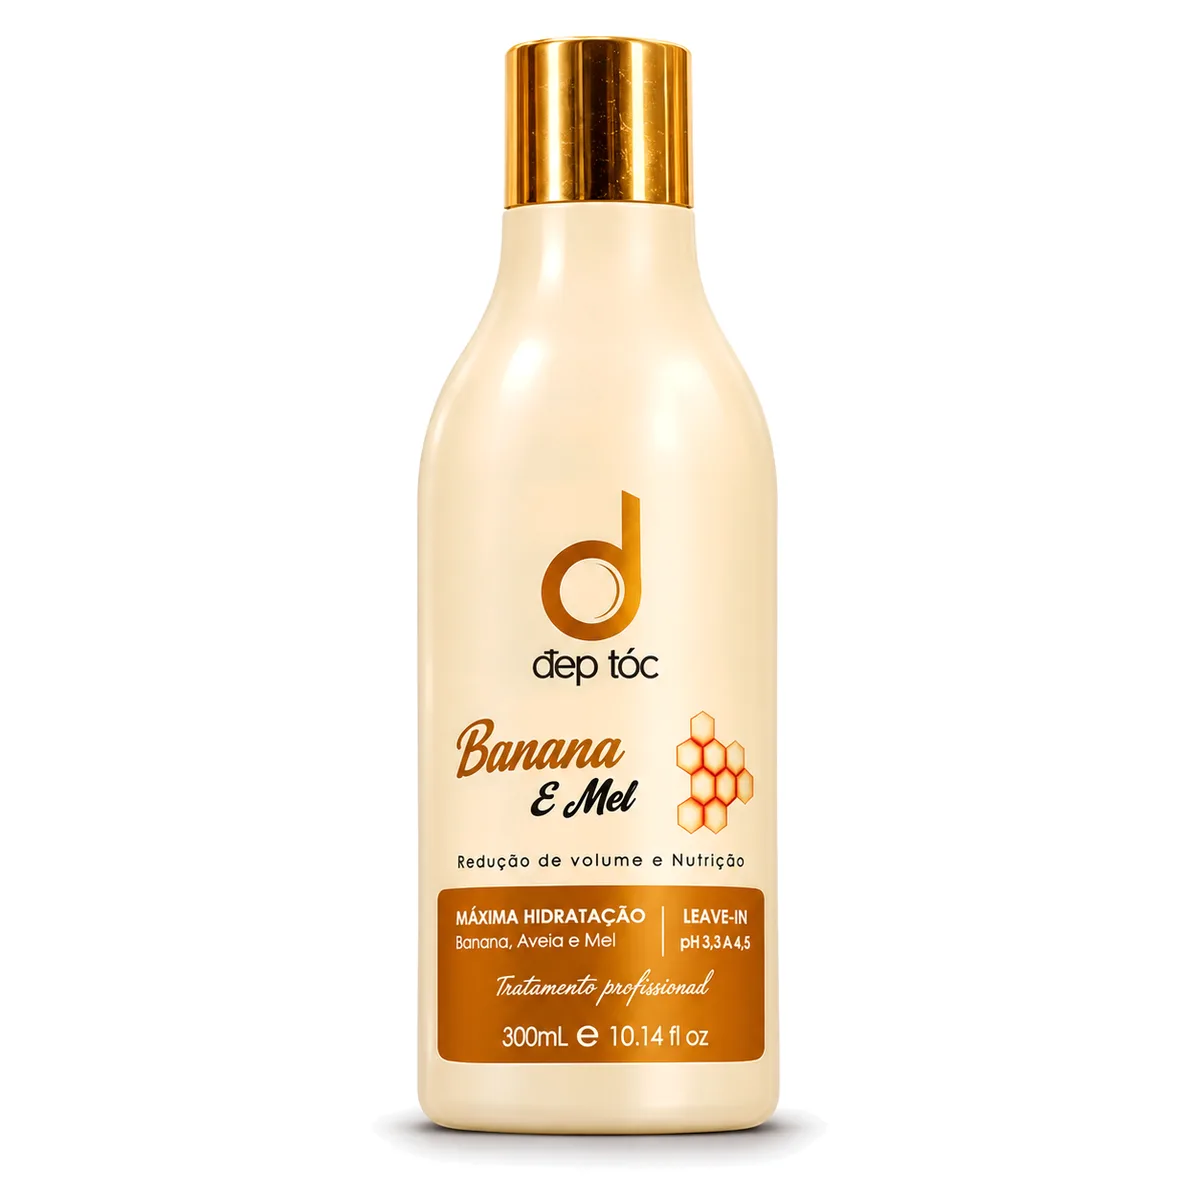 đep tóc
Banana
E Mel
Redução de volume e Nutrição
MÁXIMA HIDRATAÇÃO
Banana, Aveia e Mel
LEAVE-IN
pH 3,3 A 4,5
Tratamento profissional
300mL e 10.14 fl oz